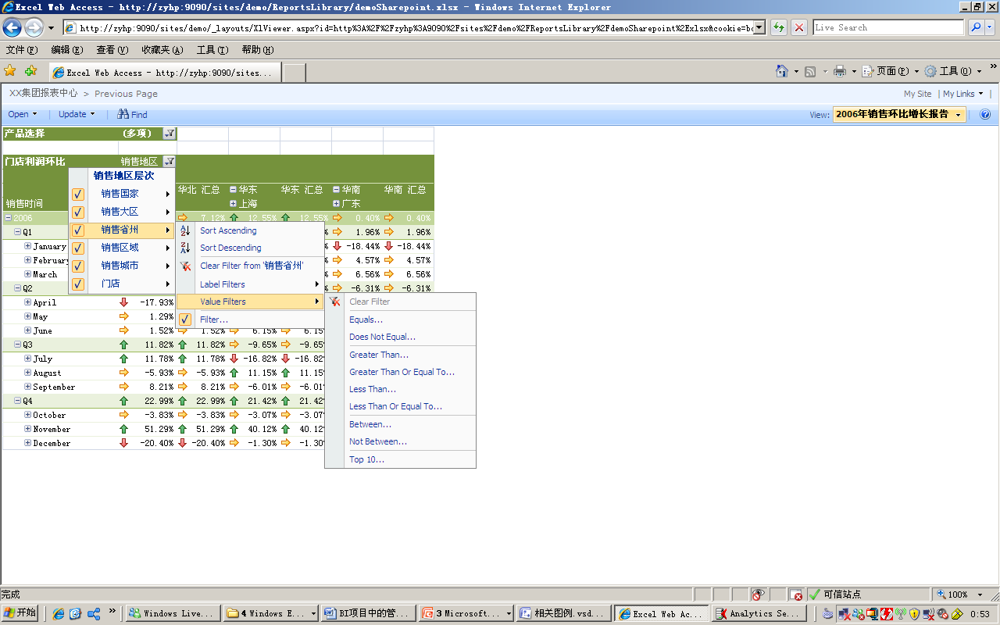 Excel Web Access - http://zyhp:9090/sites/demo/ReportsLibrary/demoSharepoint.xlsx - Windows Internet Explorer
http://zyhp:9090/sites/demo/_layouts/XlViewer.aspx?id=http%3A%2F%2Fzyhp%3A9090%2Fsites%2Fdemo%2FReportsLibrary%2FdemoSharepoint%2Exlsx&cookie=bo
Live Search
文件(F) 编辑(E) 查看(V) 收藏夹(A) 工具(T) 帮助(H)
Excel Web Access - http://zyhp:9090/sites...
页面(P) 工具(O) »
XX集团报表中心 > Previous Page
My Site | My Links |
Open | Update | Find
View: 2006年销售环比增长报告
产品选择 (多项)
门店利润环比 销售地区
销售地区层次
销售国家
销售大区
销售省州
销售区域
销售城市
门店
华北 汇总 华东 华东 汇总 华南 华南 汇总
销售时间 上海 广东
2006 7.12% 12.55% 12.55% 0.40% 0.40%
Q1 1.96% 1.96%
January -18.44% -18.44%
February 4.57% 4.57%
March 6.56% 6.56%
Q2 -6.31% -6.31%
Sort Ascending
Sort Descending
Clear Filter from '销售省州'
Label Filters
Value Filters
Filter...
Clear Filter
Equals...
Does Not Equal...
Greater Than...
Greater Than Or Equal To...
Less Than...
Less Than Or Equal To...
Between...
Not Between...
Top 10...
April -17.93%
May 1.29%
June 1.52% 1.52% 6.15% 6.15%
Q3 11.82% 11.82% -9.65% -9.65%
July 11.78% 11.78% -16.82% -16.82
August -5.93% -5.93% 11.15% 11.15
September 8.21% 8.21% -6.01% -6.01
Q4 22.99% 22.99% 21.42% 21.42
October -3.83% -3.83% -3.07% -3.07
November 51.29% 51.29% 40.12% 40.12
December -20.40% -20.40% -1.30% -1.30
完成 可信站点 100%
开始 » Windows Live... 4 Windows E... BI项目中的管... 3 Microsoft... 相关图例.vsd... Excel Web Ac... Analytics Se... 0:53